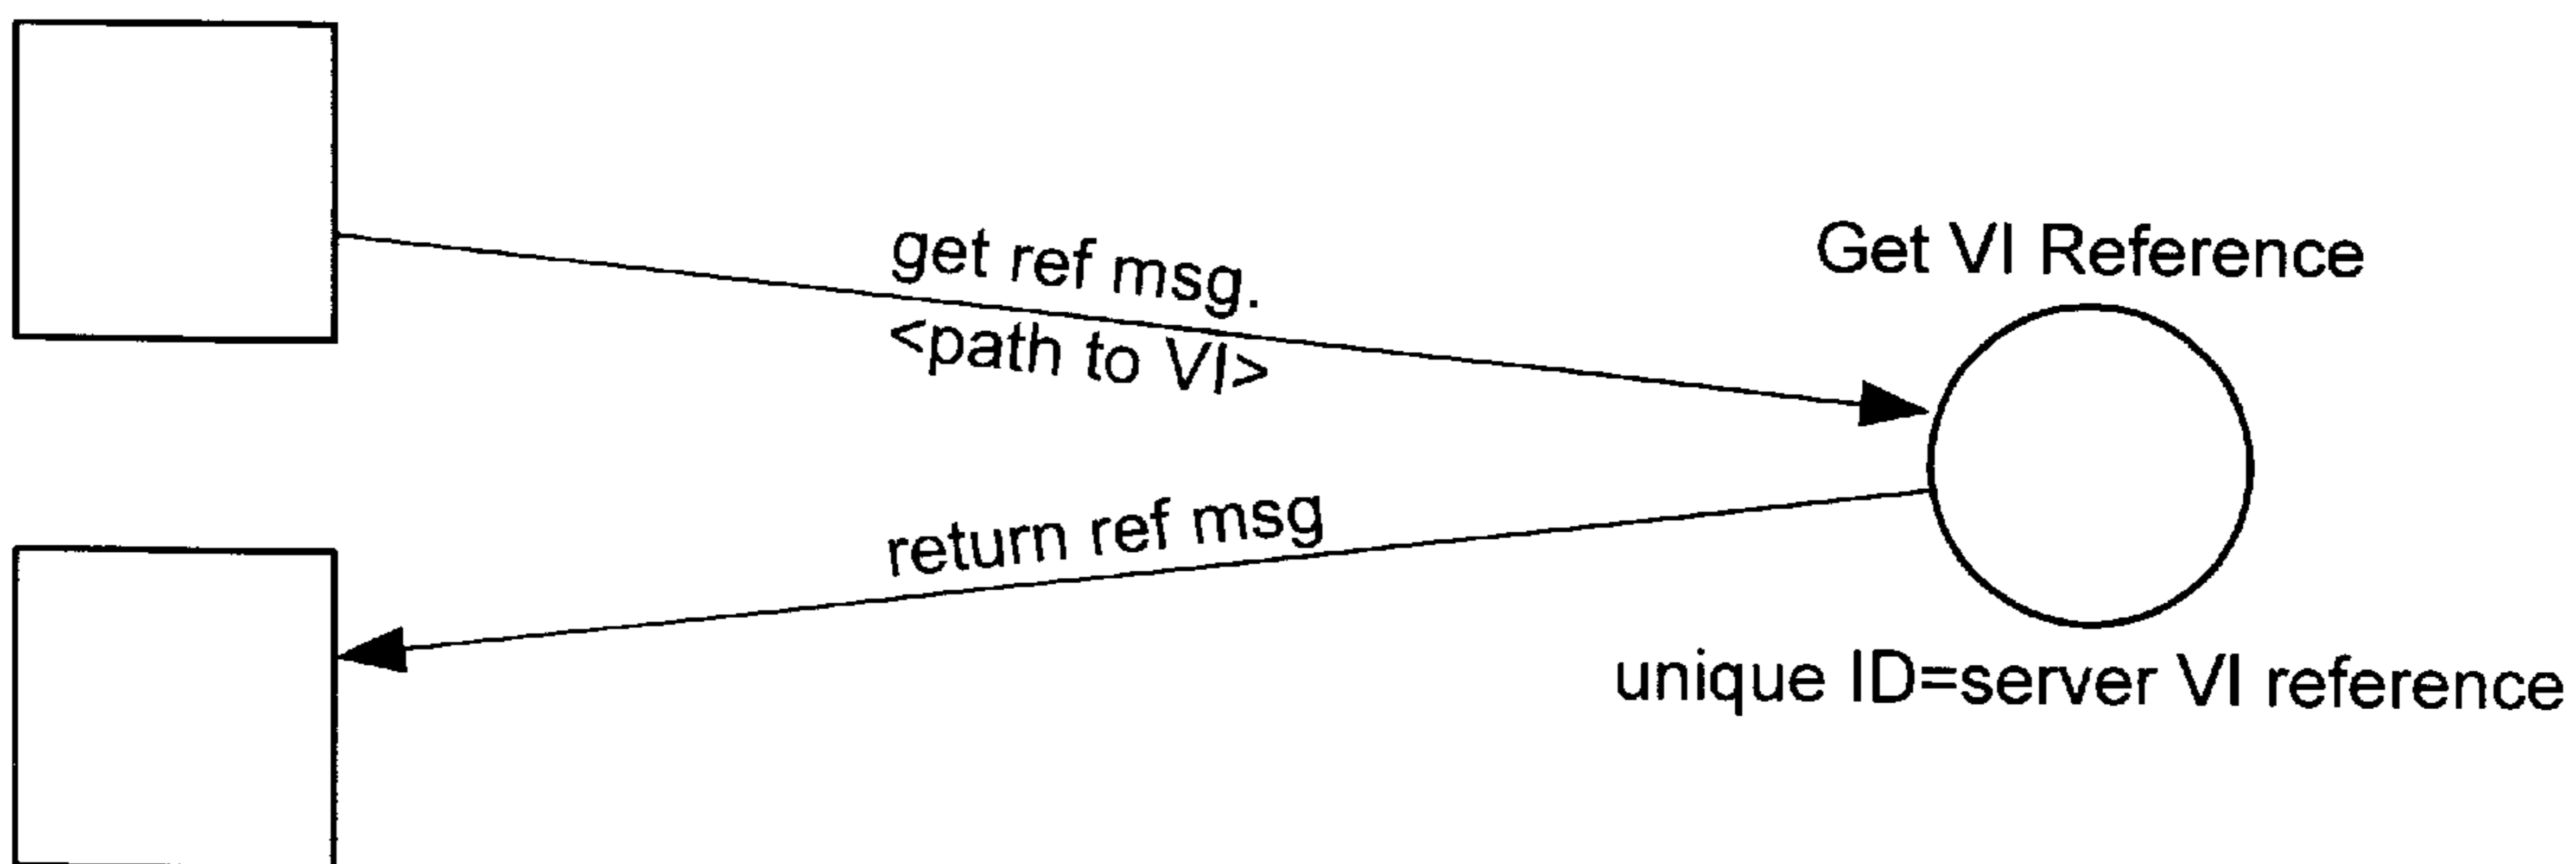 get ref msg.
<path to VI>
Get VI Reference
return ref msg
unique ID=server VI reference